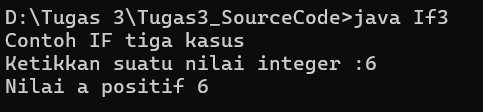 D:\Tugas 3\Tugas3_SourceCode>java If3
Contoh IF tiga kasus
Ketikkan suatu nilai integer :6
Nilai a positif 6